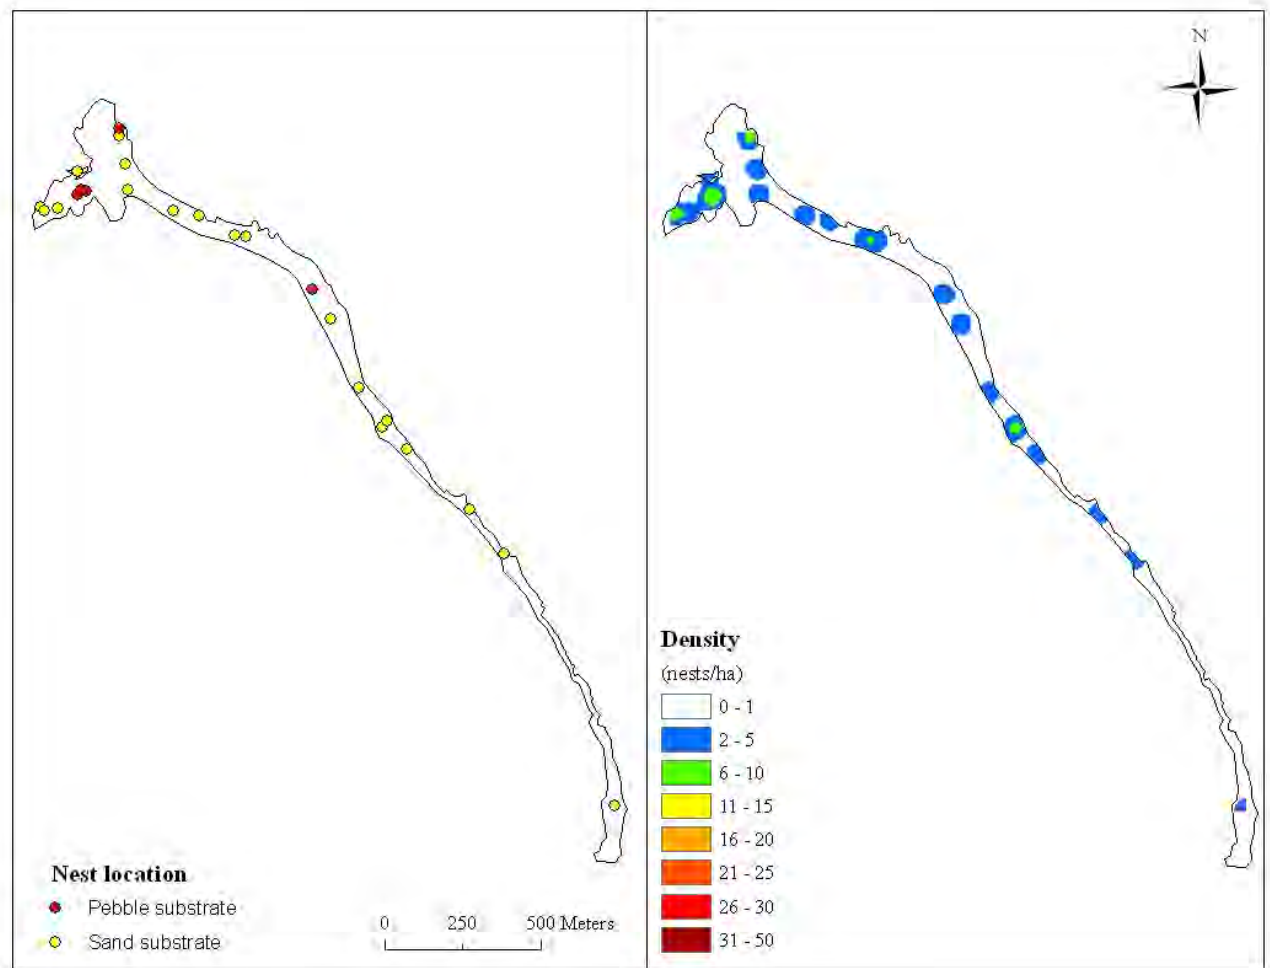 N
Nest location
Pebble substrate
Sand substrate
0 250 500 Meters
Density
(nests/ha)
0 - 1
2 - 5
6 - 10
11 - 15
16 - 20
21 - 25
26 - 30
31 - 50